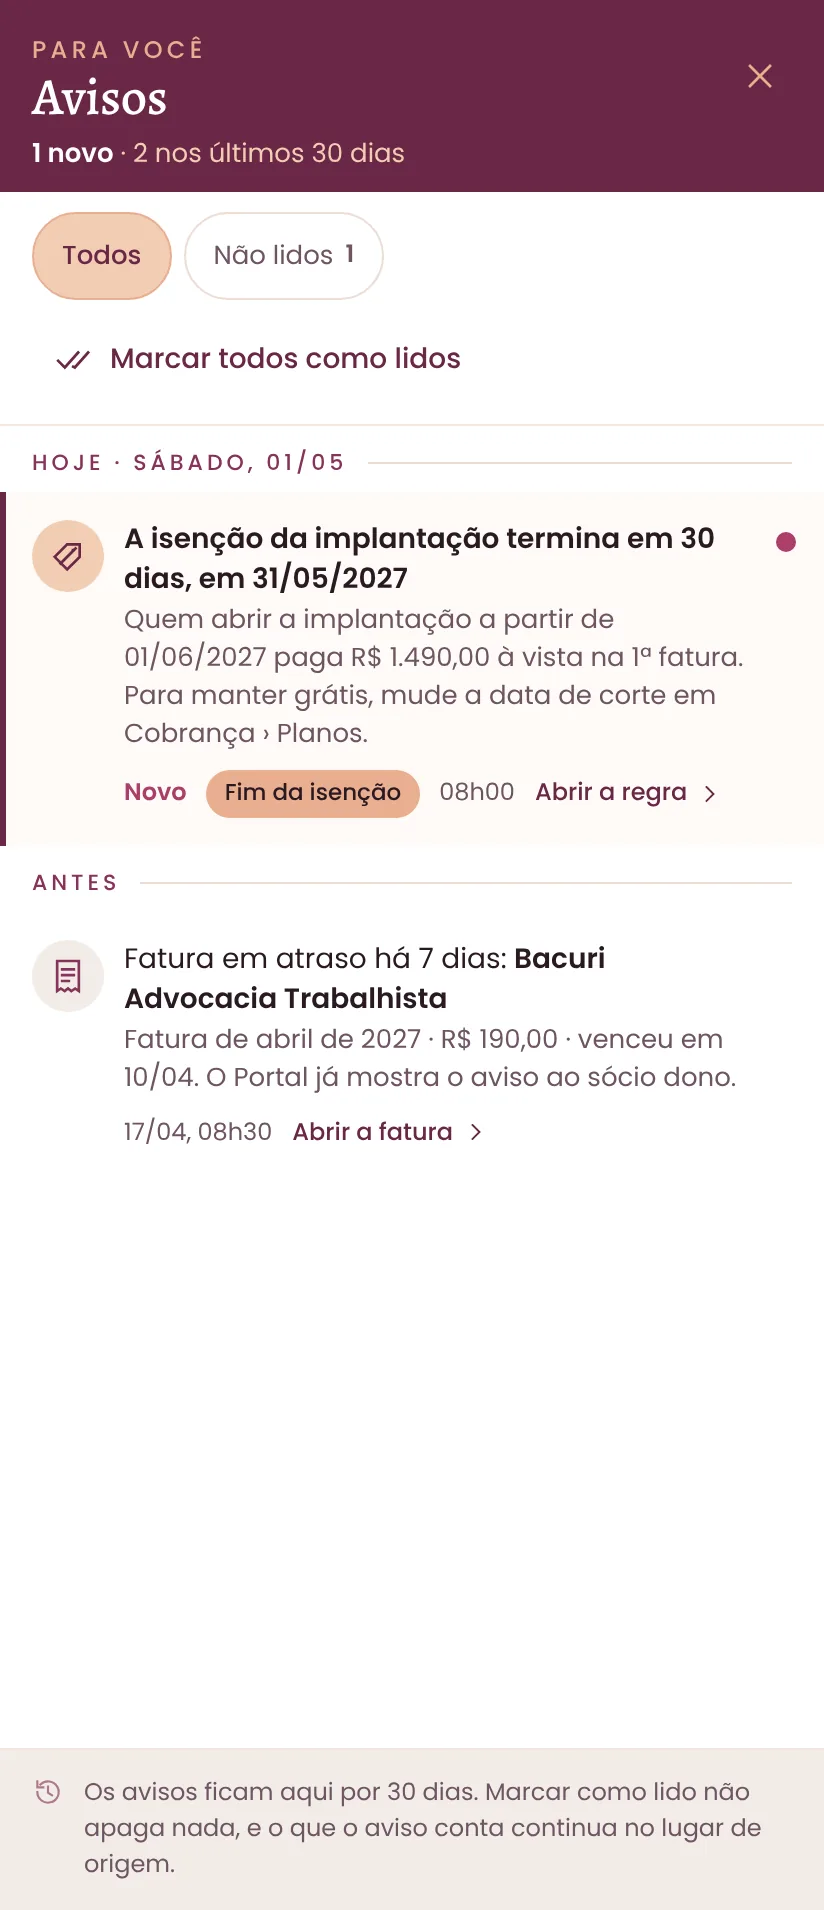 PARA VOCÊ
Avisos
1 novo · 2 nos últimos 30 dias
Todos
Não lidos 1
Marcar todos como lidos
HOJE · SÁBADO, 01/05
A isenção da implantação termina em 30
dias, em 31/05/2027
Quem abrir a implantação a partir de
01/06/2027 paga R$ 1.490,00 à vista na 1ª fatura.
Para manter grátis, mude a data de corte em
Cobrança › Planos.
Novo Fim da isenção 08h00 Abrir a regra
ANTES
Fatura em atraso há 7 dias: Bacuri
Advocacia Trabalhista
Fatura de abril de 2027 · R$ 190,00 · venceu em
10/04. O Portal já mostra o aviso ao sócio dono.
17/04, 08h30 Abrir a fatura
Os avisos ficam aqui por 30 dias. Marcar como lido não
apaga nada, e o que o aviso conta continua no lugar de
origem.